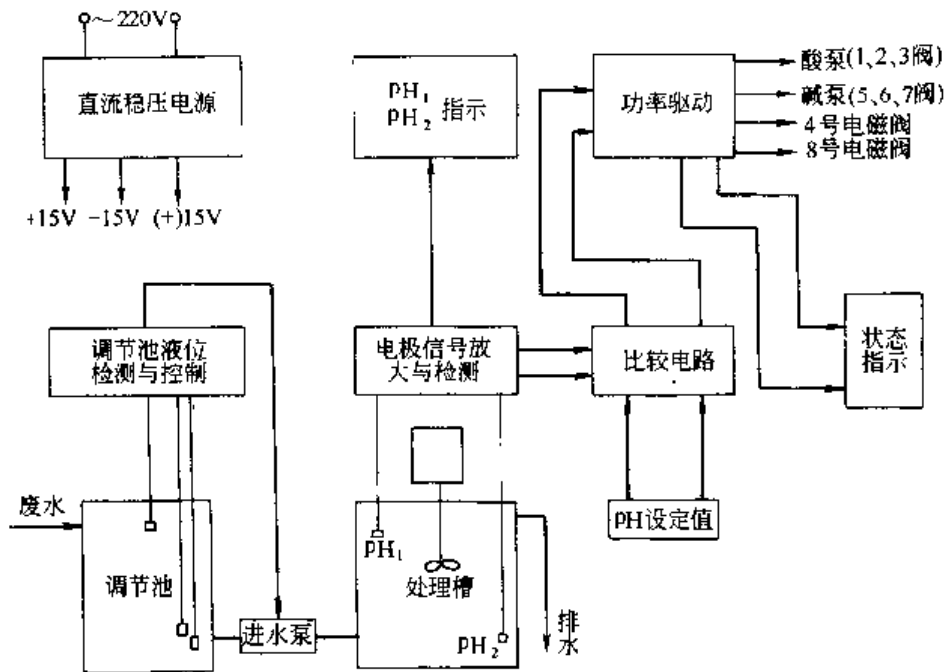 ～220V
直流稳压电源
+15V −15V (+)15V
PH₁
PH₂ 指示
功率驱动
酸泵(1、2、3阀)
碱泵(5、6、7阀)
4号电磁阀
8号电磁阀
调节池液位
检测与控制
电极信号放
大与检测
比较电路
状态
指示
PH设定值
废水
调节池
进水泵
PH₁
处理槽
PH₂
排
水